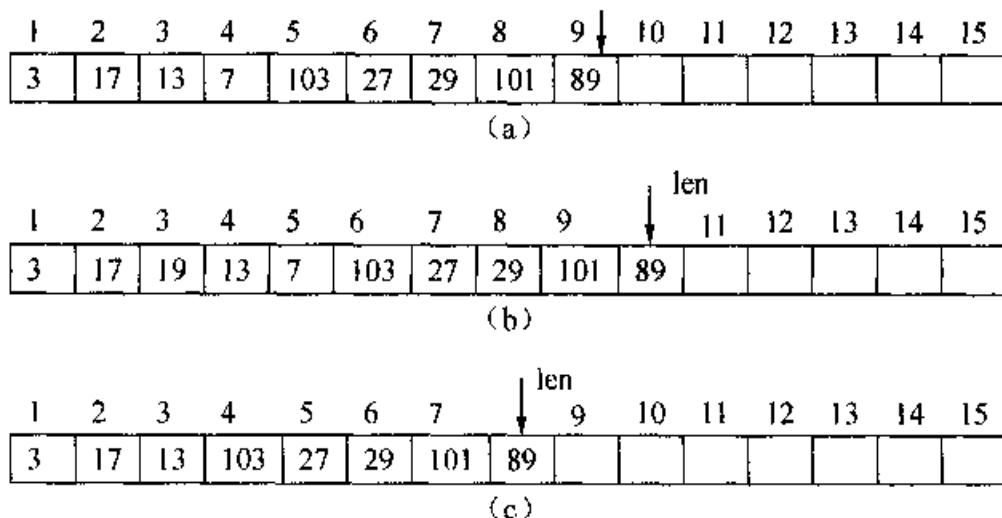 1 2 3 4 5 6 7 8 9 10 11 12 13 14 15
3 17 13 7 103 27 29 101 89
(a)
len
1 2 3 4 5 6 7 8 9 11 12 13 14 15
3 17 19 13 7 103 27 29 101 89
(b)
len
1 2 3 4 5 6 7 9 10 11 12 13 14 15
3 17 13 103 27 29 101 89
(c)